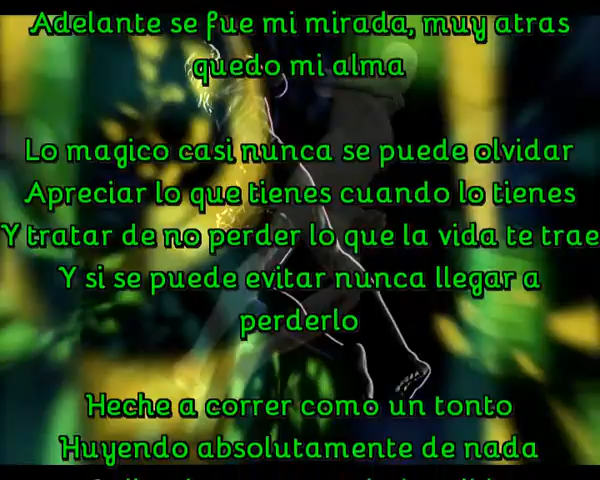 Adelante se fue mi mirada, muy atras
quedo mi alma
Lo magico casi nunca se puede olvidar
Apreciar lo que tienes cuando lo tienes
Y tratar de no perder lo que la vida te trae
Y si se puede evitar nunca llegar a
perderlo
Heche a correr como un tonto
Huyendo absolutamente de nada